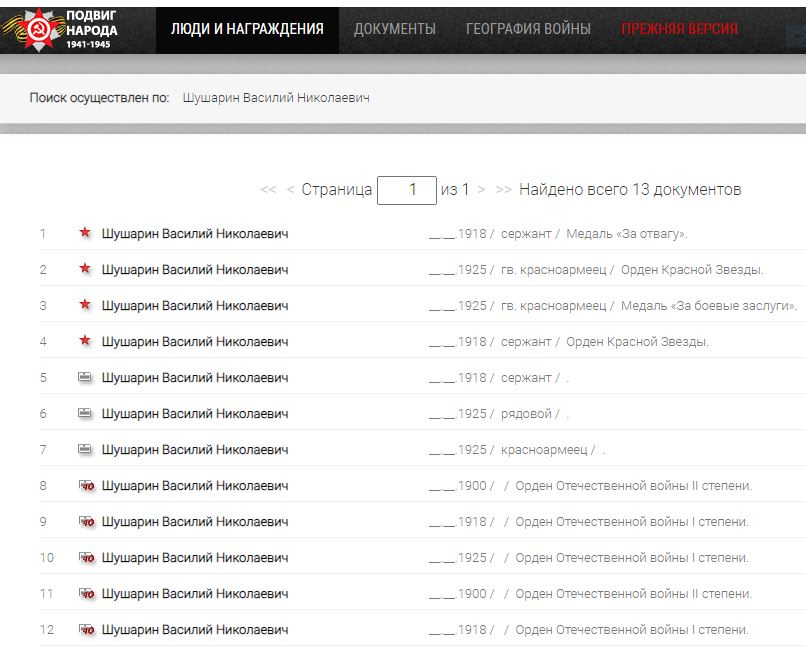 ПОДВИГ
НАРОДА
1941-1945
ЛЮДИ И НАГРАЖДЕНИЯ ДОКУМЕНТЫ ГЕОГРАФИЯ ВОЙНЫ ПРЕЖНЯЯ ВЕРСИЯ
Поиск осуществлен по: Шушарин Василий Николаевич
<< < Страница 1 из 1 > >> Найдено всего 13 документов
1 Шушарин Василий Николаевич __.__.1918 / сержант / Медаль «За отвагу».
2 Шушарин Василий Николаевич __.__.1925 / гв. красноармеец / Орден Красной Звезды.
3 Шушарин Василий Николаевич __.__.1925 / гв. красноармеец / Медаль «За боевые заслуги».
4 Шушарин Василий Николаевич __.__.1918 / сержант / Орден Красной Звезды.
5 Шушарин Василий Николаевич __.__.1918 / сержант / .
6 Шушарин Василий Николаевич __.__.1925 / рядовой / .
7 Шушарин Василий Николаевич __.__.1925 / красноармеец / .
8 Шушарин Василий Николаевич __.__.1900 / / Орден Отечественной войны II степени.
9 Шушарин Василий Николаевич __.__.1918 / / Орден Отечественной войны I степени.
10 Шушарин Василий Николаевич __.__.1925 / / Орден Отечественной войны I степени.
11 Шушарин Василий Николаевич __.__.1900 / / Орден Отечественной войны II степени.
12 Шушарин Василий Николаевич __.__.1918 / / Орден Отечественной войны I степени.